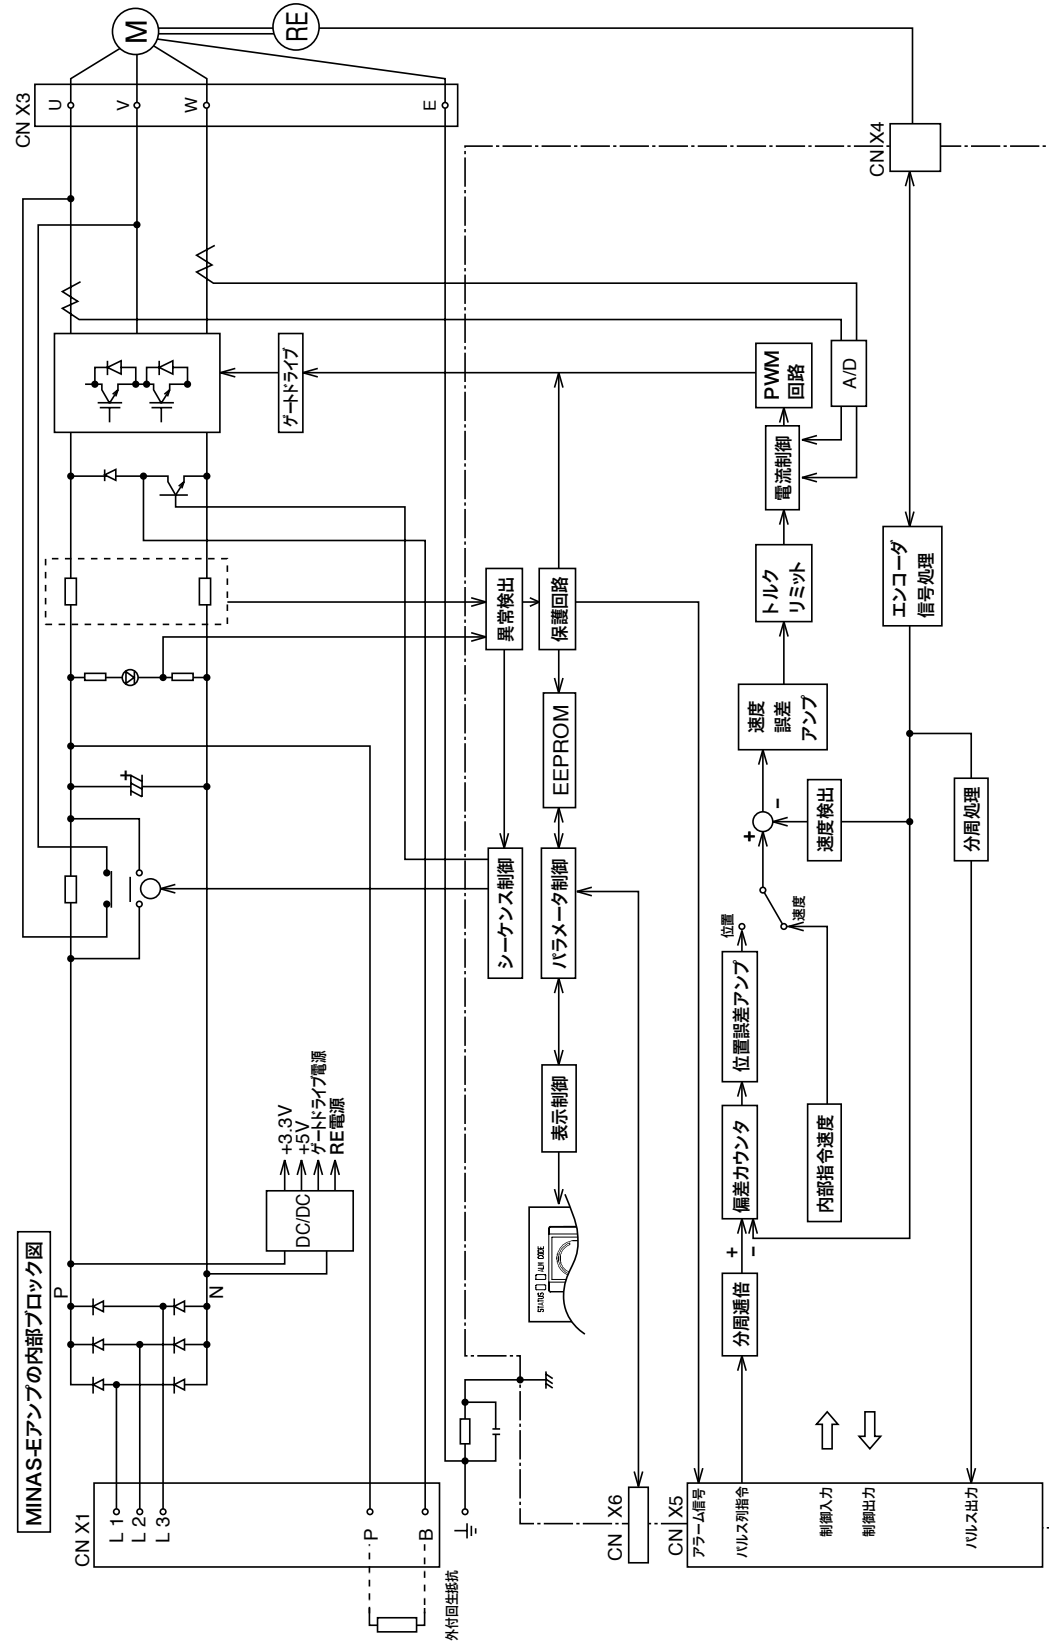 MINAS-Eアンプの内部ブロック図
CN X1
L 1
L 2
L 3
P
B
外付回生抵抗
P
N
DC/DC
+3.3V
+5V
ゲートドライブ電源
RE電源
+
ゲートドライブ
CN X3
U
V
W
E
M
RE
CN X4
STATUS
ALM CODE
表示制御
シーケンス制御
パラメータ制御
EEPROM
異常検出
保護回路
CN X6
CN X5
アラーム信号
パルス列指令
制御入力
制御出力
パルス出力
分周逓倍
+
−
偏差カウンタ
位置誤差アンプ
内部指令速度
位置
速度
+
−
速度検出
速度
誤差
アンプ
トルク
リミット
電流制御
PWM
回路
A/D
分周処理
エンコーダ
信号処理